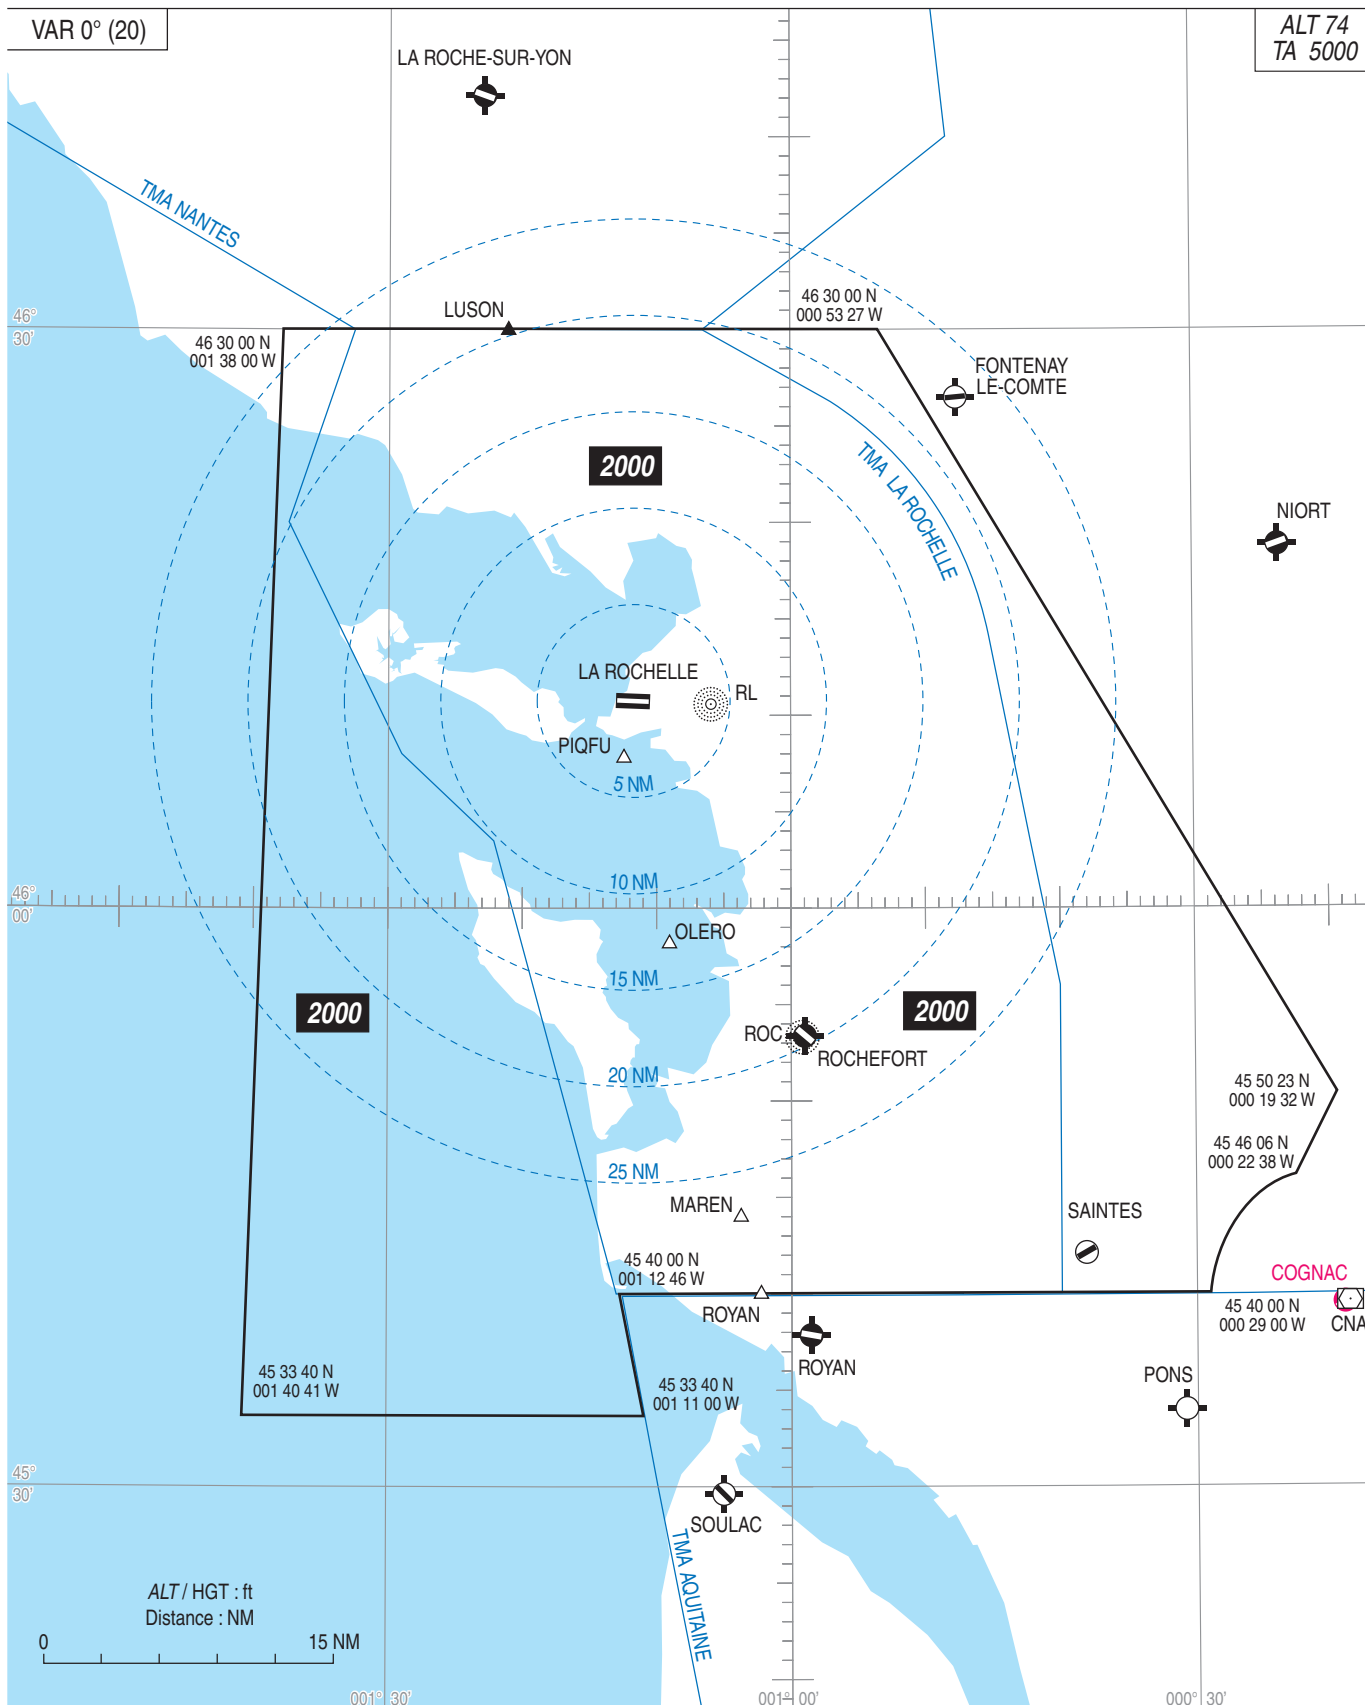 VAR 0° (20)
ALT 74
TA 5000
LA ROCHE-SUR-YON
TMA NANTES
46°
30'
LUSON
46 30 00 N
000 53 27 W
46 30 00 N
001 38 00 W
FONTENAY
LE-COMTE
2000
TMA LA ROCHELLE
NIORT
LA ROCHELLE
RL
PIQFU
5 NM
10 NM
46°
00'
OLERO
15 NM
2000
2000
ROC
ROCHEFORT
20 NM
45 50 23 N
000 19 32 W
45 46 06 N
000 22 38 W
25 NM
MAREN
SAINTES
45 40 00 N
001 12 46 W
COGNAC
ROYAN
45 40 00 N
000 29 00 W
CNA
ROYAN
45 33 40 N
001 40 41 W
45 33 40 N
001 11 00 W
PONS
45°
30'
SOULAC
TMA AQUITAINE
ALT / HGT : ft
Distance : NM
0
15 NM
001° 30'
001° 00'
000° 30'